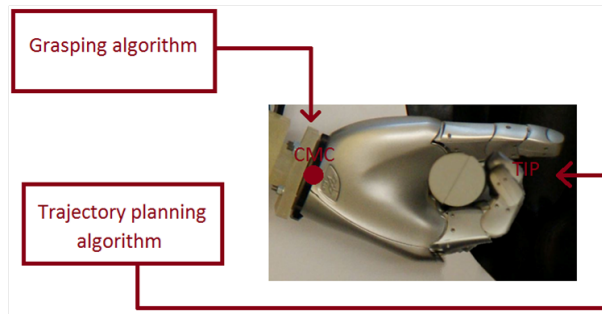 Grasping algorithm
CMC
TIP
Trajectory planning
algorithm